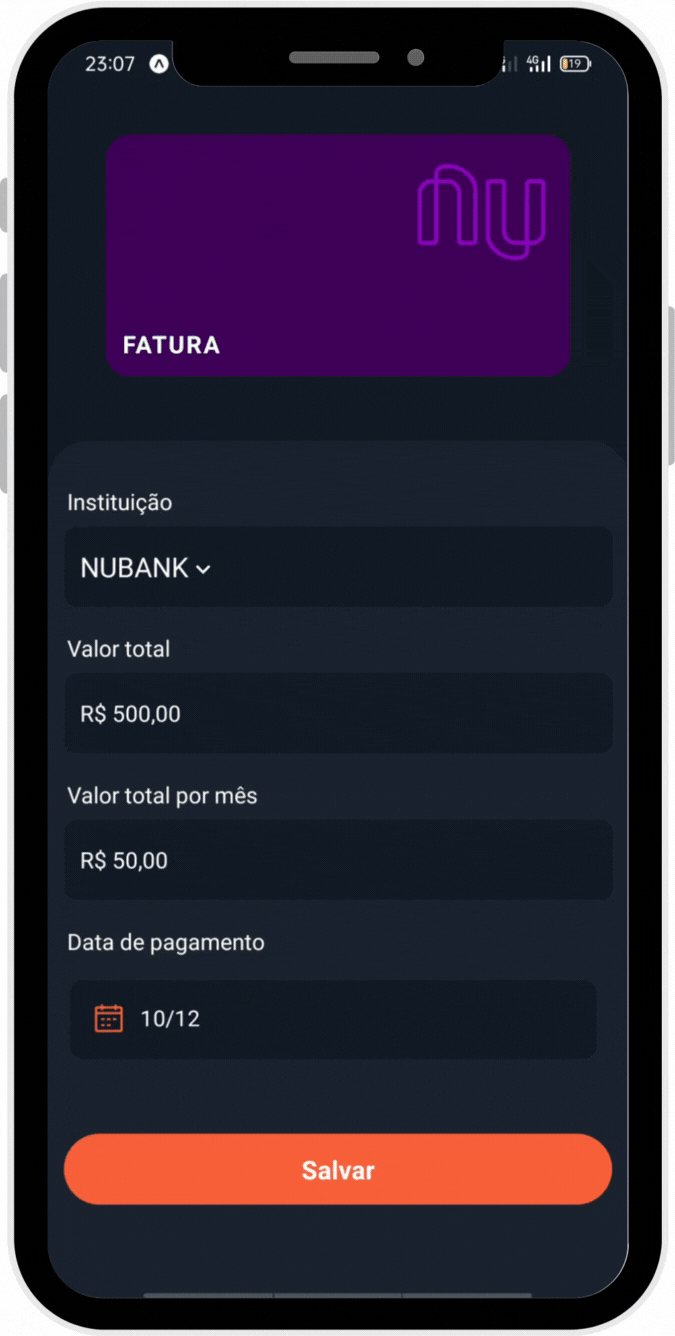 23:07
4G
19
nu
FATURA
Instituição
NUBANK
Valor total
R$ 500,00
Valor total por mês
R$ 50,00
Data de pagamento
10/12
Salvar